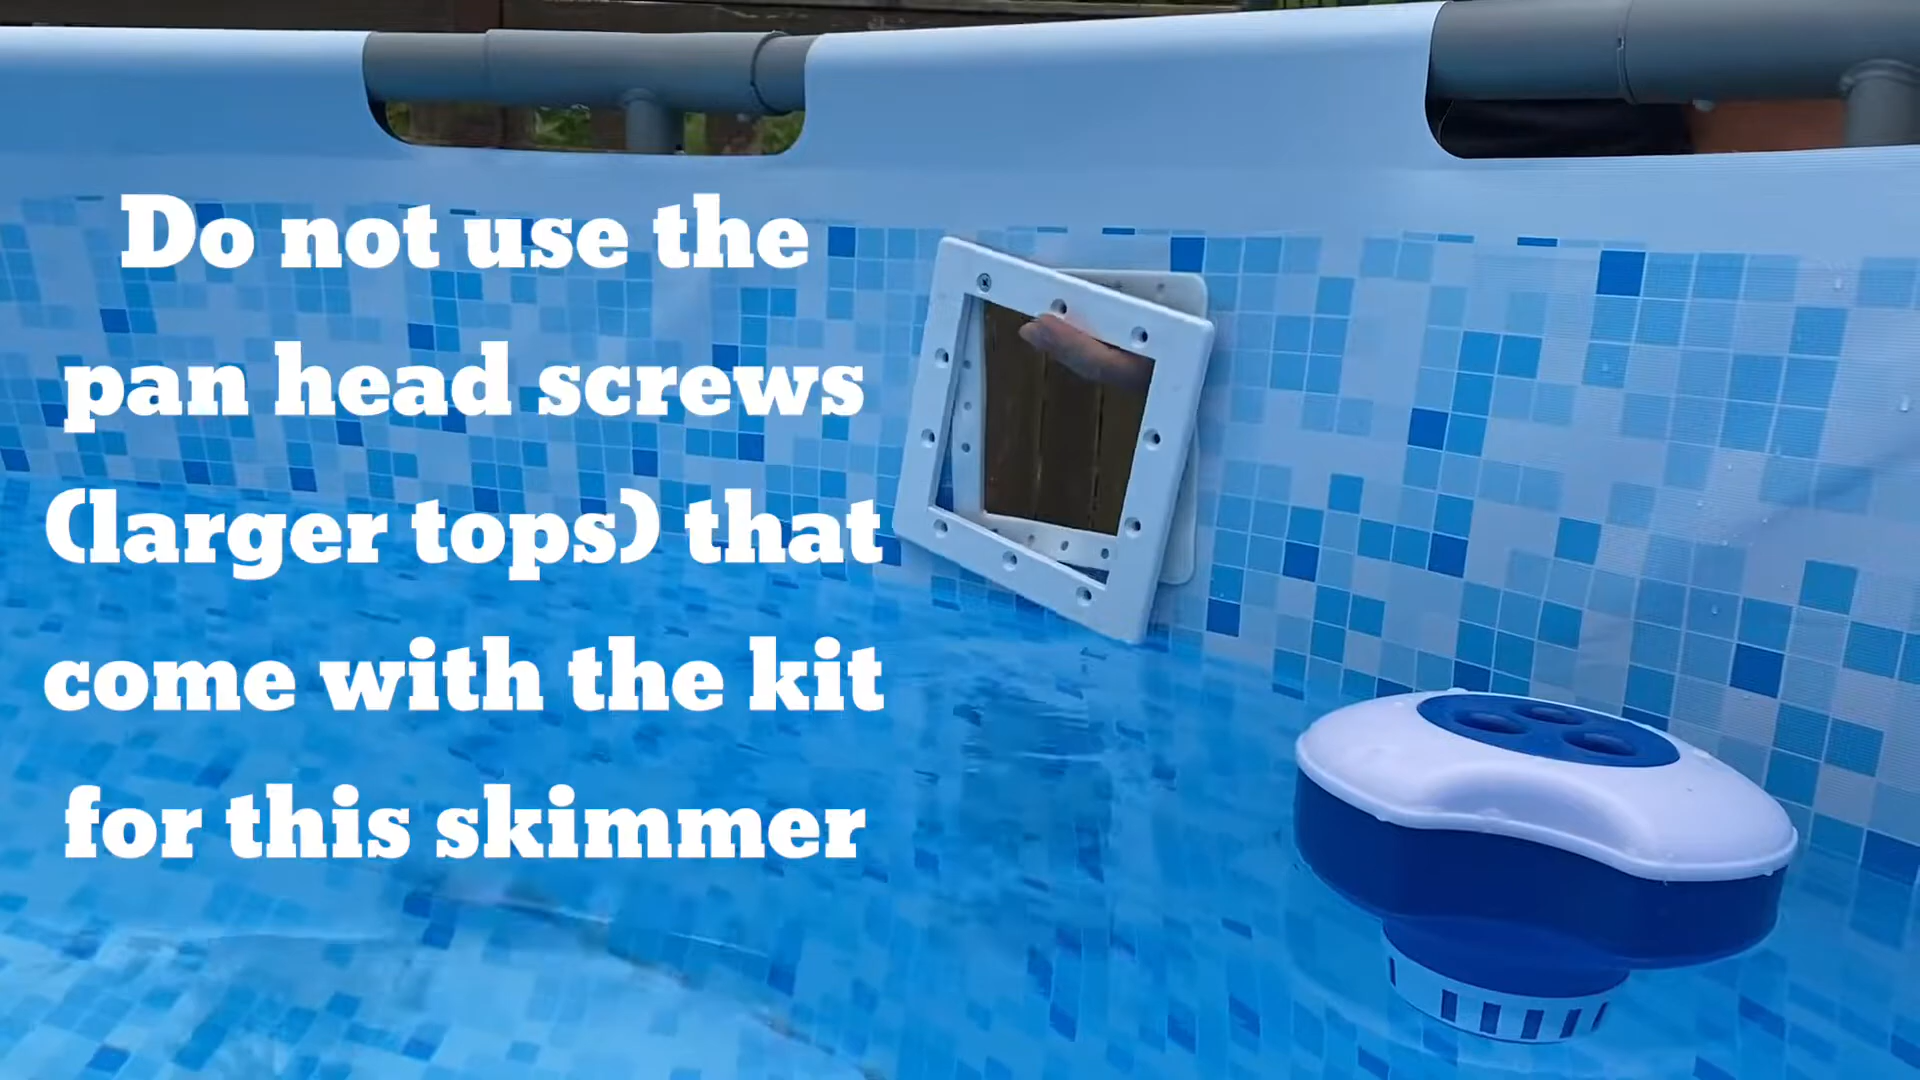 Do not use the
pan head screws
(larger tops) that
come with the kit
for this skimmer